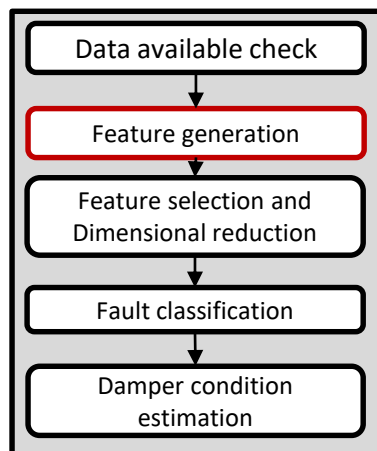 Data available check
Feature generation
Feature selection and
Dimensional reduction
Fault classification
Damper condition
estimation